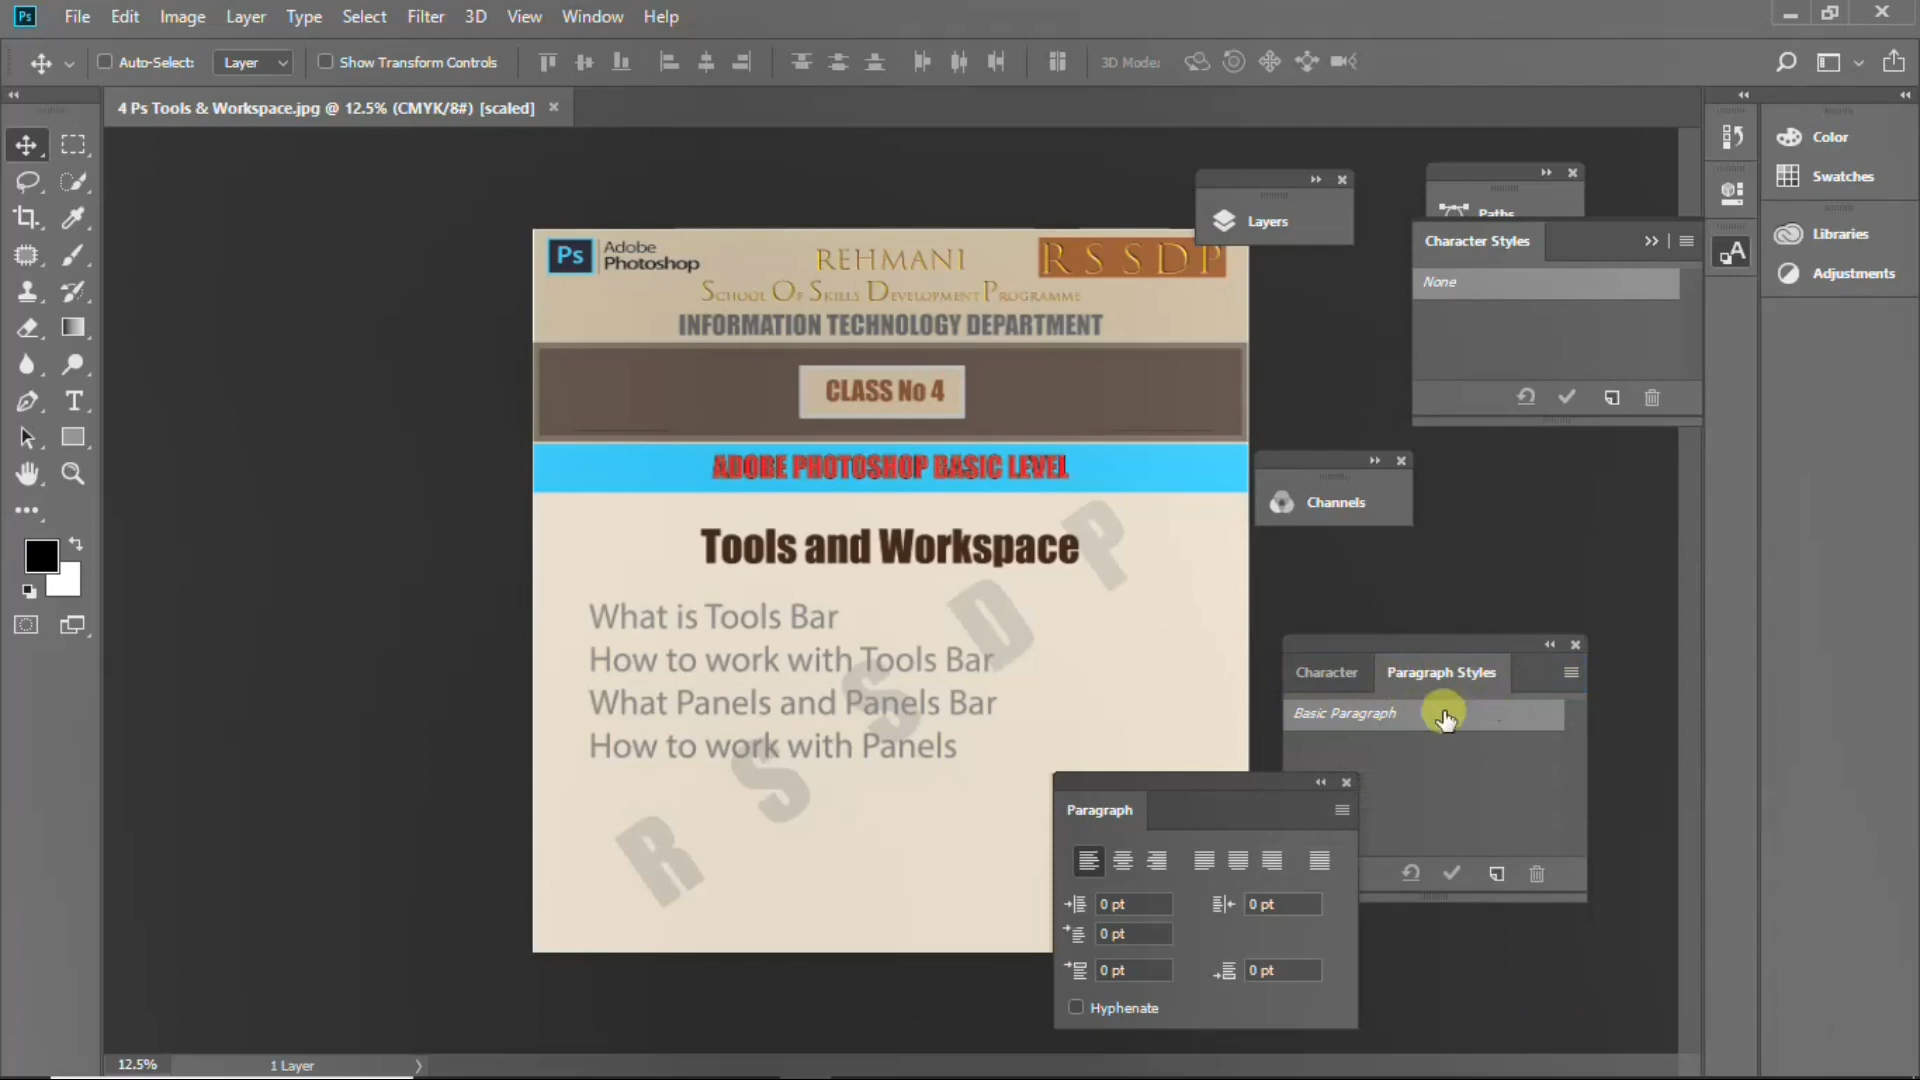 Ps File Edit Image Layer Type Select Filter 3D View Window Help
Auto-Select: Layer Show Transform Controls 3D Mode:
4 Ps Tools & Workspace.jpg @ 12.5% (CMYK/8#) [scaled]
Color
Swatches
Libraries
Adjustments
Layers
Paths
Character Styles
None
Ps Adobe Photoshop
REHMANI
R S S D P
School Of Skills Development Programme
INFORMATION TECHNOLOGY DEPARTMENT
CLASS No 4
ADOBE PHOTOSHOP BASIC LEVEL
Channels
Tools and Workspace
What is Tools Bar
How to work with Tools Bar
What Panels and Panels Bar
How to work with Panels
R S S D P
Character Paragraph Styles
Basic Paragraph
Paragraph
0 pt 0 pt
0 pt
0 pt 0 pt
Hyphenate
12.5% 1 Layer